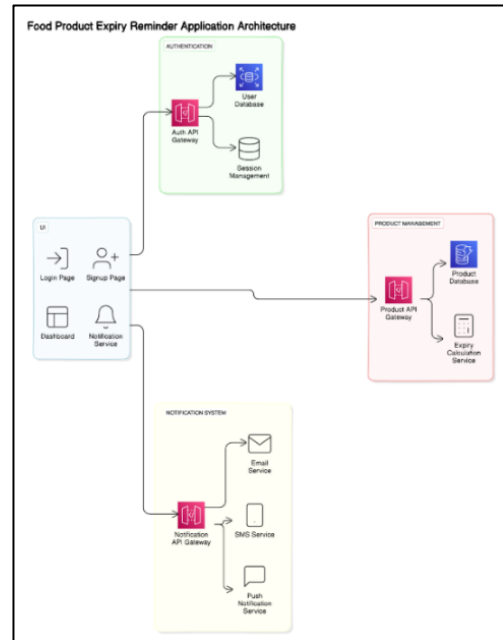 Food Product Expiry Reminder Application Architecture
AUTHENTICATION
User
Database
Auth API
Gateway
Session
Management
UI
Login Page
Signup Page
Dashboard
Notification
Service
PRODUCT MANAGEMENT
Product
Database
Product API
Gateway
Expiry
Calculation
Service
NOTIFICATION SYSTEM
Email
Service
Notification
API Gateway
SMS Service
Push
Notification
Service